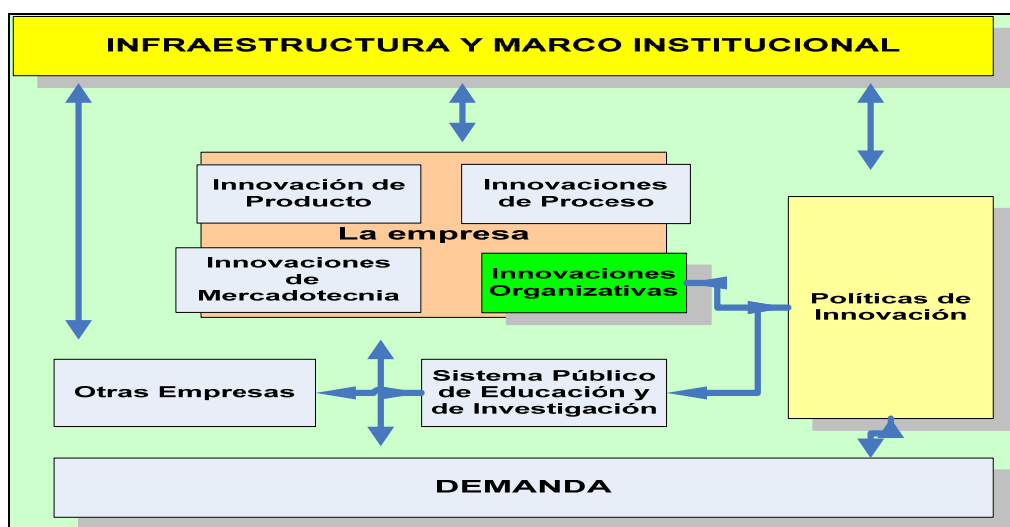 INFRAESTRUCTURA Y MARCO INSTITUCIONAL
Innovación de
Producto
Innovaciones
de Proceso
La empresa
Innovaciones
de
Mercadotecnia
Innovaciones
Organizativas
Políticas de
Innovación
Otras Empresas
Sistema Público
de Educación y
de Investigación
DEMANDA